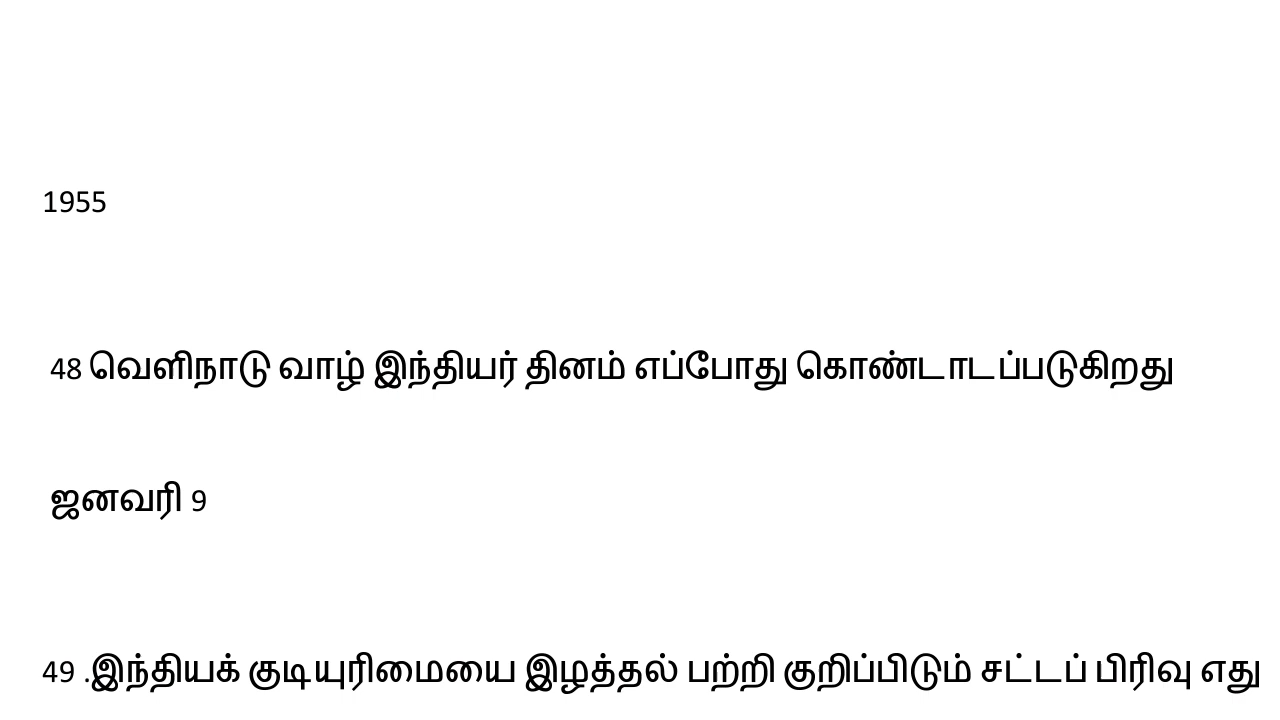 1955
48 வெளிநாடு வாழ் இந்தியர் தினம் எப்போது கொண்டாடப்படுகிறது
ஜனவரி 9
49 .இந்தியக் குடியுரிமையை இழத்தல் பற்றி குறிப்பிடும் சட்டப் பிரிவு எது